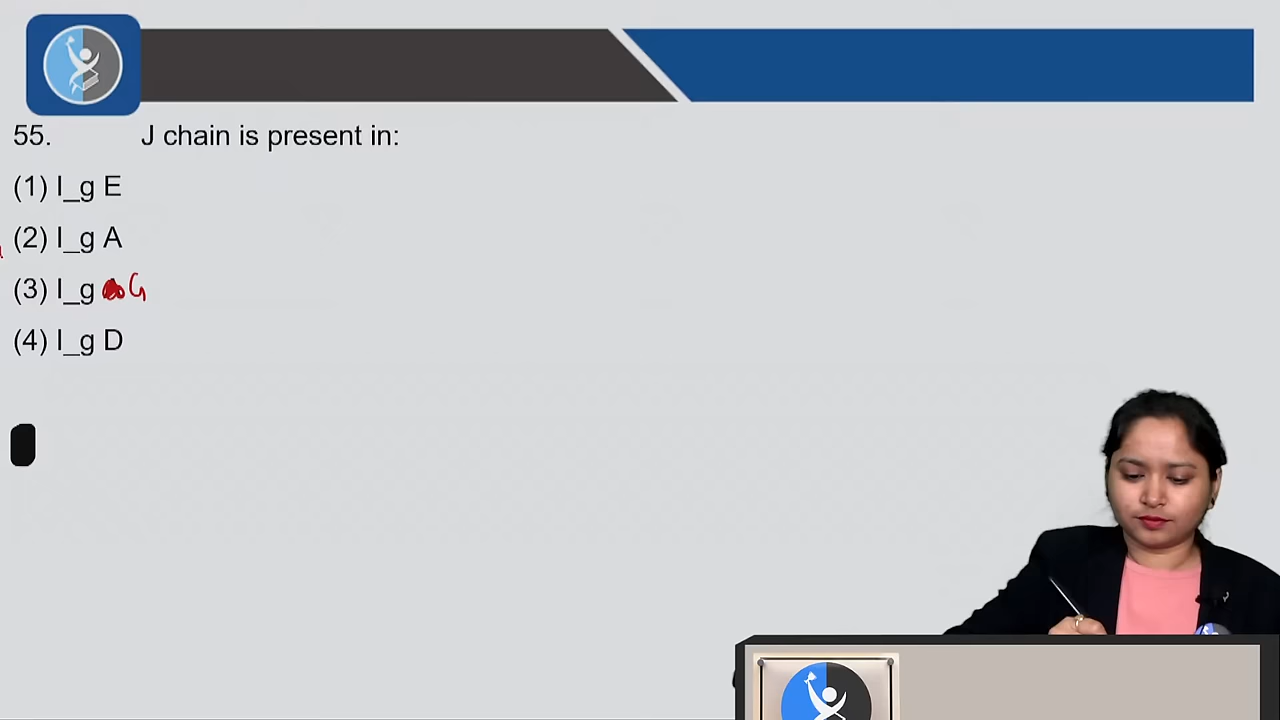 55. J chain is present in:
(1) I_g E
(2) I_g A
(3) I_g G
(4) I_g D